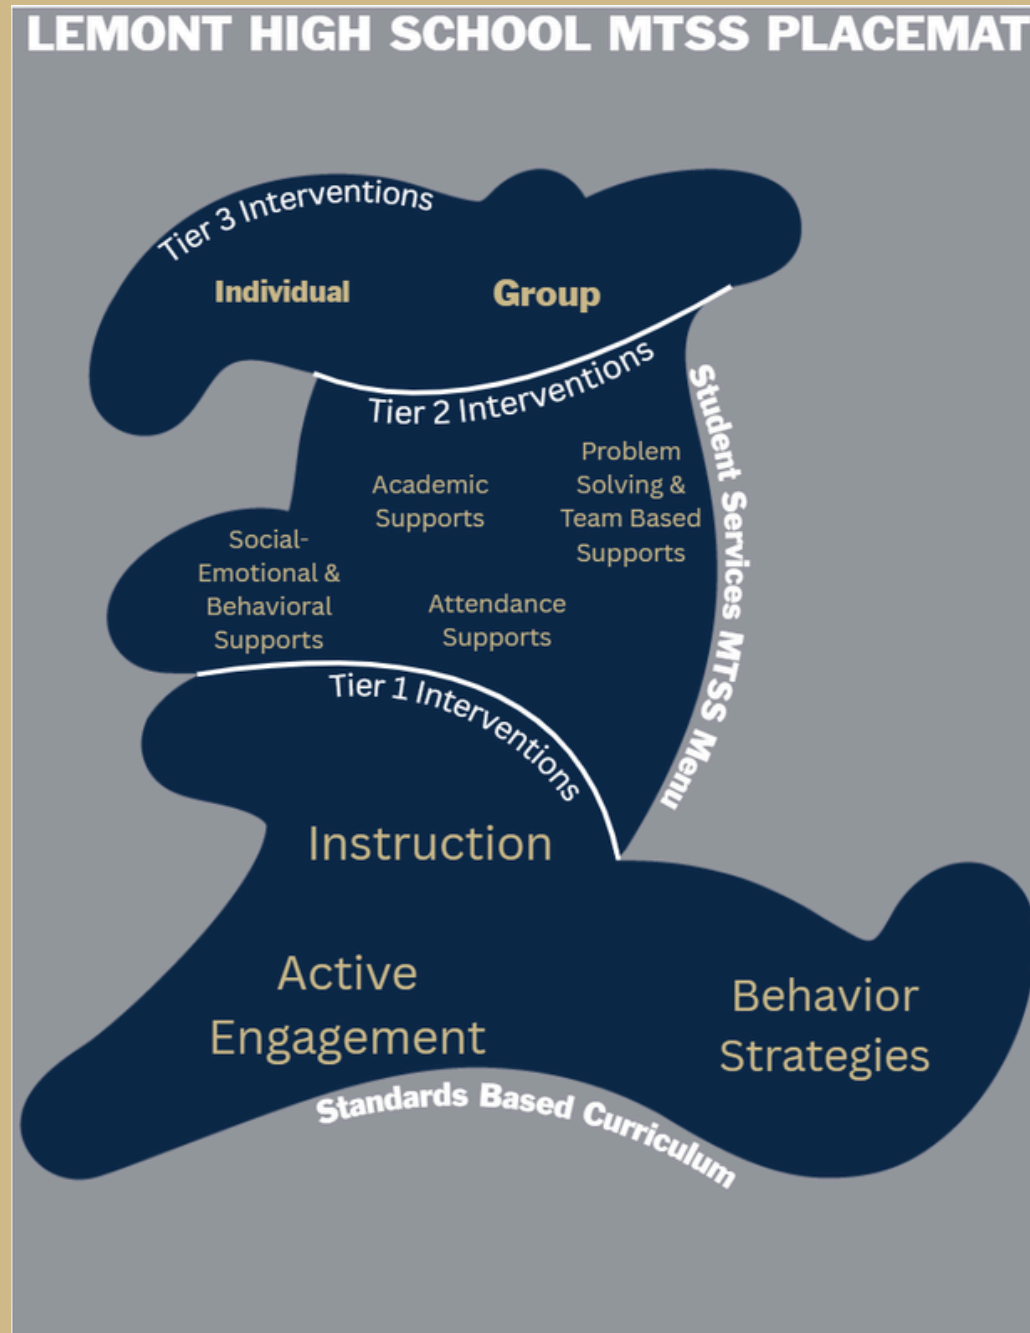 LEMONT HIGH SCHOOL MTSS PLACEMAT
Tier 3 Interventions
Individual
Group
Tier 2 Interventions
Student Services MTSS Menu
Academic
Supports
Problem
Solving &
Team Based
Supports
Social-
Emotional &
Behavioral
Supports
Attendance
Supports
Tier 1 Interventions
Instruction
Active
Engagement
Behavior
Strategies
Standards Based Curriculum